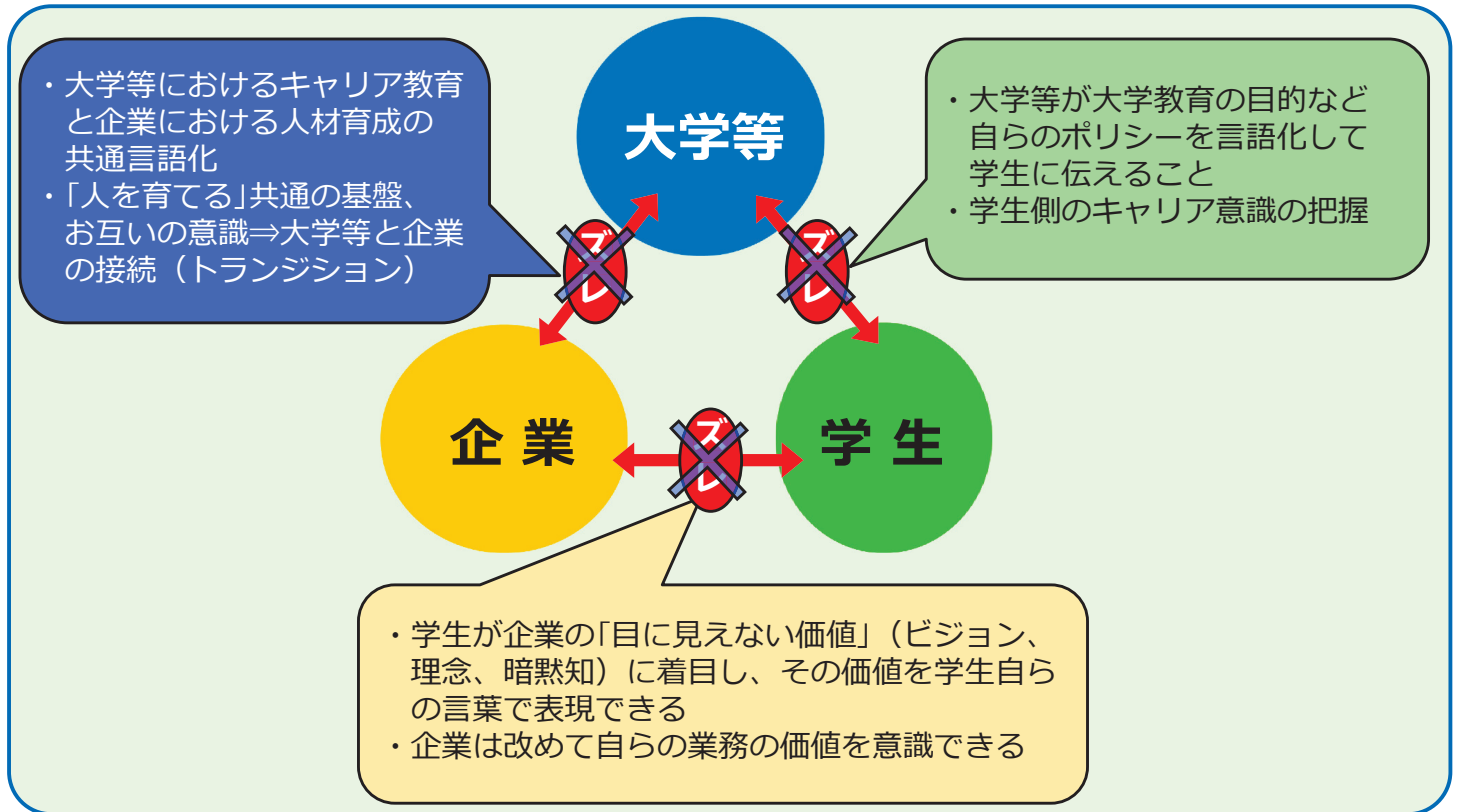 ・大学等におけるキャリア教育
と企業における人材育成の
共通言語化
・「人を育てる」共通の基盤、
お互いの意識⇒大学等と企業
の接続（トランジション）
大学等
・大学等が大学教育の目的など
自らのポリシーを言語化して
学生に伝えること
・学生側のキャリア意識の把握
ズレ
ズレ
企業
ズレ
学生
・学生が企業の「目に見えない価値」（ビジョン、
理念、暗黙知）に着目し、その価値を学生自ら
の言葉で表現できる
・企業は改めて自らの業務の価値を意識できる